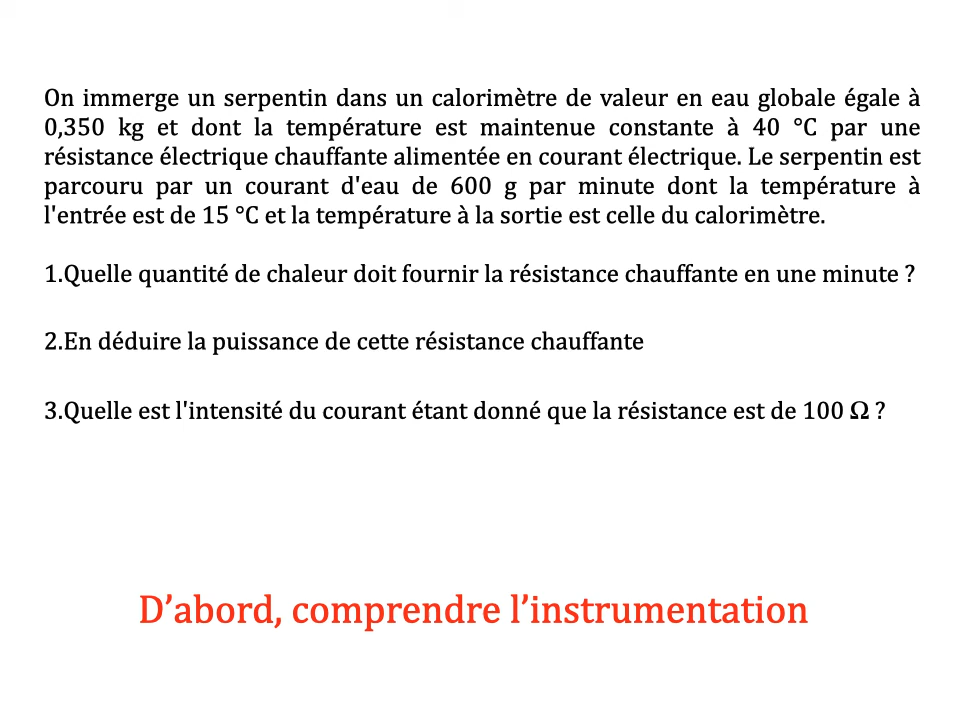 On immerge un serpentin dans un calorimètre de valeur en eau globale égale à
0,350 kg et dont la température est maintenue constante à 40 °C par une
résistance électrique chauffante alimentée en courant électrique. Le serpentin est
parcouru par un courant d'eau de 600 g par minute dont la température à
l'entrée est de 15 °C et la température à la sortie est celle du calorimètre.
1.Quelle quantité de chaleur doit fournir la résistance chauffante en une minute ?
2.En déduire la puissance de cette résistance chauffante
3.Quelle est l'intensité du courant étant donné que la résistance est de 100 Ω ?
D’abord, comprendre l’instrumentation